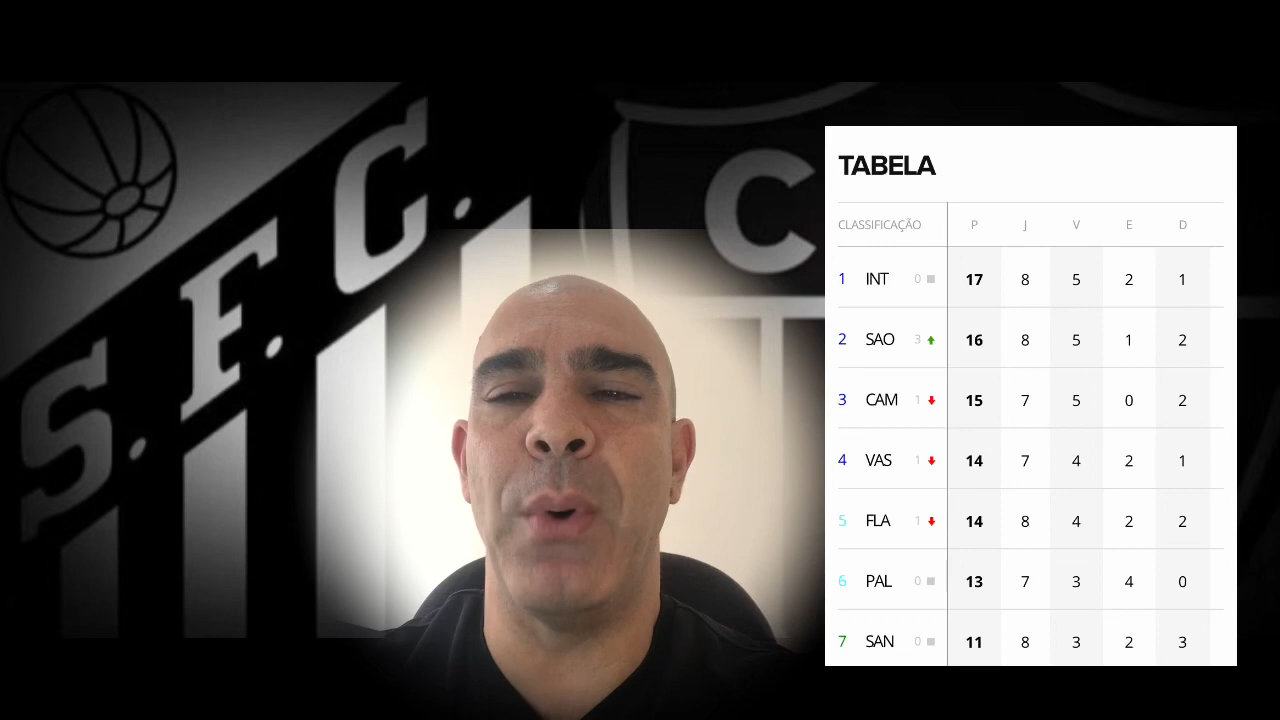 S.F.C.
C
TABELA
CLASSIFICAÇÃO P J V E D
1 INT 0 17 8 5 2 1
2 SAO 3 16 8 5 1 2
3 CAM 1 15 7 5 0 2
4 VAS 1 14 7 4 2 1
5 FLA 1 14 8 4 2 2
6 PAL 0 13 7 3 4 0
7 SAN 0 11 8 3 2 3